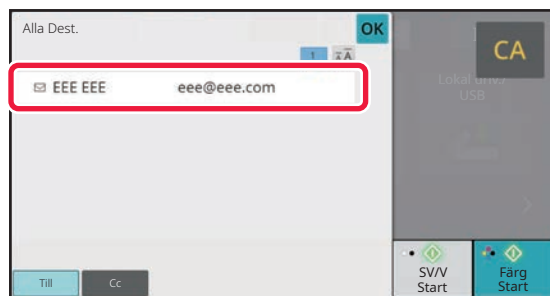 Alla Dest.
OK
CA
1
EEE EEE eee@eee.com
Lokal enh./
USB
Till
Cc
SV/V
Start
Färg
Start